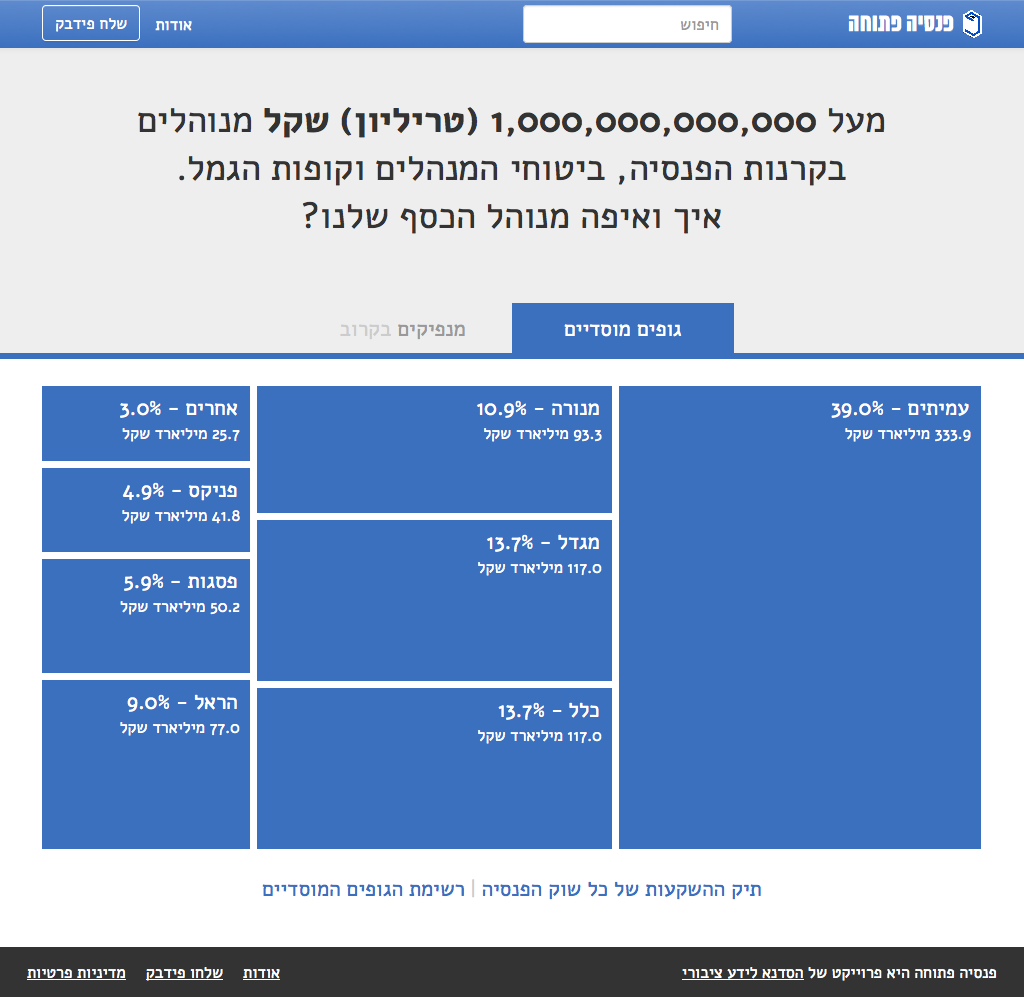 פנסיה פתוחה
חיפוש
אודות
שלח פידבק
מעל 1,000,000,000,000 (טריליון) שקל מנוהלים
בקרנות הפנסיה, ביטוחי המנהלים וקופות הגמל.
איך ואיפה מנוהל הכסף שלנו?
גופים מוסדיים
מנפיקים בקרוב
עמיתים - 39.0%
333.9 מיליארד שקל
מנורה - 10.9%
93.3 מיליארד שקל
מגדל - 13.7%
117.0 מיליארד שקל
כלל - 13.7%
117.0 מיליארד שקל
אחרים - 3.0%
25.7 מיליארד שקל
פניקס - 4.9%
41.8 מיליארד שקל
פסגות - 5.9%
50.2 מיליארד שקל
הראל - 9.0%
77.0 מיליארד שקל
תיק ההשקעות של כל שוק הפנסיה | רשימת הגופים המוסדיים
פנסיה פתוחה היא פרוייקט של הסדנא לידע ציבורי
אודות שלחו פידבק מדיניות פרטיות